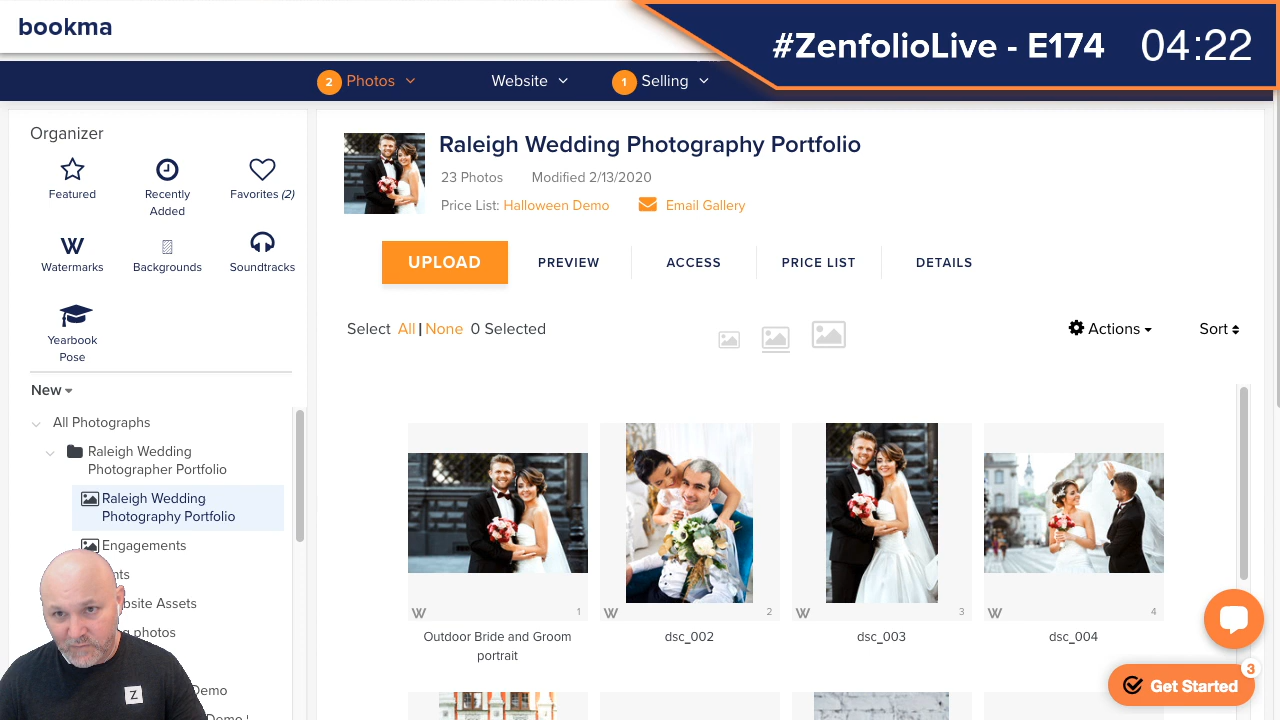 bookma
#ZenfolioLive - E174 04:22
2 Photos Website 1 Selling
Organizer
Featured
Recently
Added
Favorites (2)
Watermarks
Backgrounds
Soundtracks
Yearbook
Pose
New
All Photographs
Raleigh Wedding
Photographer Portfolio
Raleigh Wedding
Photography Portfolio
Engagements
Raleigh Wedding Photography Portfolio
23 Photos Modified 2/13/2020
Price List: Halloween Demo Email Gallery
UPLOAD PREVIEW ACCESS PRICE LIST DETAILS
Select All | None 0 Selected Actions Sort
W 1 W 2 W 3 W 4
Outdoor Bride and Groom
portrait
dsc_002
dsc_003
dsc_004
Assets
photos
Demo
Demo
Z
3
Get Started